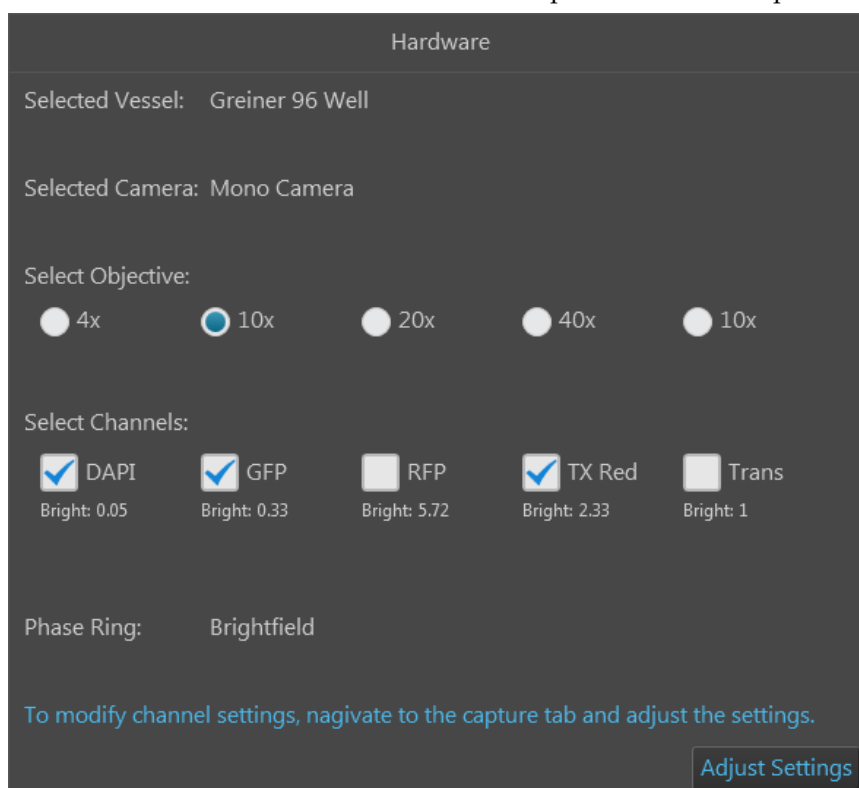 Hardware
Selected Vessel: Greiner 96 Well
Selected Camera: Mono Camera
Select Objective:
4x 10x 20x 40x 10x
Select Channels:
DAPI GFP RFP TX Red Trans
Bright: 0.05 Bright: 0.33 Bright: 5.72 Bright: 2.33 Bright: 1
Phase Ring: Brightfield
To modify channel settings, nagivate to the capture tab and adjust the settings.
Adjust Settings